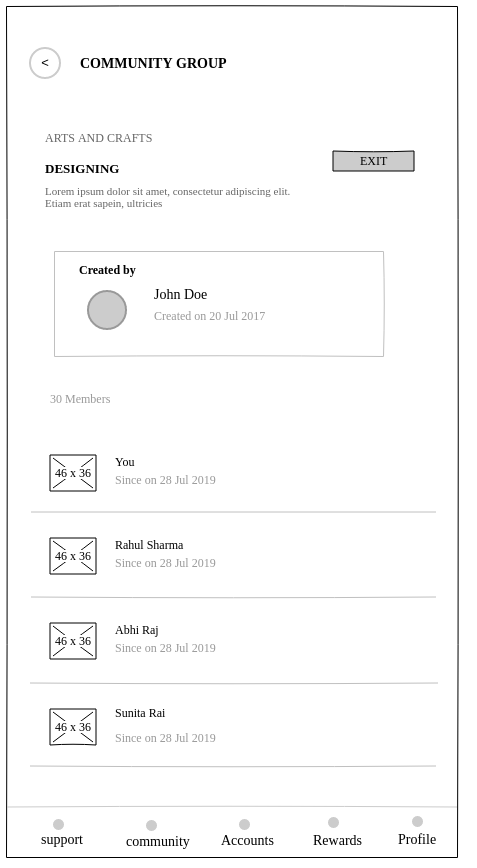 < COMMUNITY GROUP
ARTS AND CRAFTS
DESIGNING
EXIT
Lorem ipsum dolor sit amet, consectetur adipiscing elit.
Etiam erat sapien, ultricies
Created by
John Doe
Created on 20 Jul 2017
30 Members
46 x 36
You
Since on 28 Jul 2019
46 x 36
Rahul Sharma
Since on 28 Jul 2019
46 x 36
Abhi Raj
Since on 28 Jul 2019
46 x 36
Sunita Rai
Since on 28 Jul 2019
support community Accounts Rewards Profile